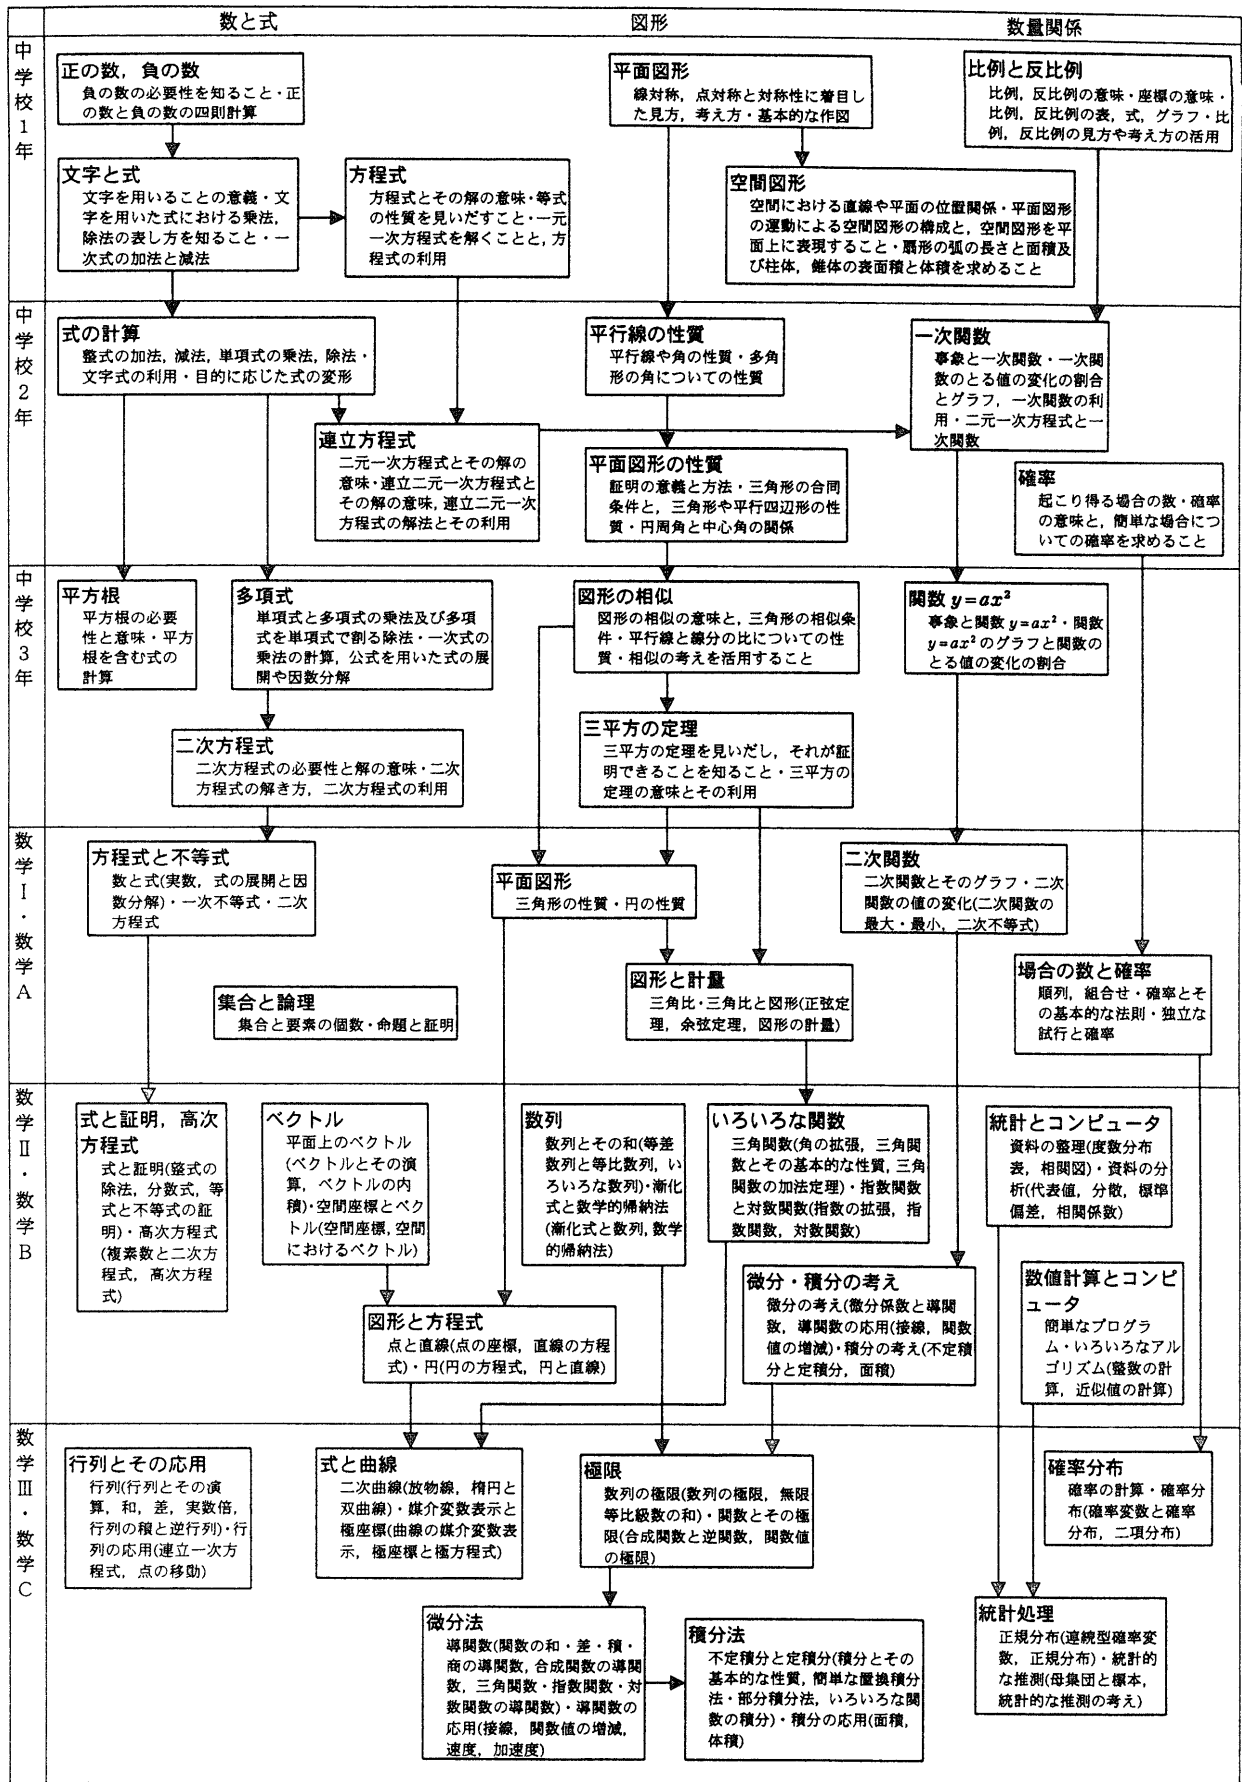 数と式
図形
数量関係
中学校1年
正の数，負の数
負の数の必要性を知ること・正
の数と負の数の四則計算
平面図形
線対称，点対称と対称性に着目し
た見方，考え方・基本的な作図
比例と反比例
比例，反比例の意味・座標の意味・
比例，反比例の表，式，グラフ・比
例，反比例の見方や考え方の活用
文字と式
文字を用いることの意義・文
字を用いた式における乗法，
除法の表し方を知ること・一
次式の加法と減法
方程式
方程式とその解の意味・等式
の性質を見いだすこと・一元
一次方程式を解くことと，方
程式の利用
空間図形
空間における直線や平面の位置関係・平面図形
の運動による空間図形の構成と，空間図形を平
面上に表現すること・扇形の弧の長さと面積及
び柱体，錐体の表面積と体積を求めること
中学校2年
式の計算
整式の加法，減法，単項式の乗法，除法・
文字式の利用・目的に応じた式の変形
平行線の性質
平行線や角の性質・多角
形の角についての性質
一次関数
事象と一次関数・一次関
数のとる値の変化の割合
とグラフ，一次関数の利
用・二元一次方程式と一
次関数
連立方程式
二元一次方程式とその解の
意味・連立二元一次方程式と
その解の意味，連立二元一次
方程式の解法とその利用
平面図形の性質
証明の意義と方法・三角形の合同
条件と，三角形や平行四辺形の性
質・円周角と中心角の関係
確率
起こり得る場合の数・確率
の意味と，簡単な場合につ
いての確率を求めること
中学校3年
平方根
平方根の必要
性と意味・平方
根を含む式の
計算
多項式
単項式と多項式の乗法及び多項
式を単項式で割る除法・一次式の
乗法の計算，公式を用いた式の展
開や因数分解
図形の相似
図形の相似の意味と，三角形の相似条
件・平行線と線分の比についての性
質・相似の考えを活用すること
関数 y=ax²
事象と関数 y=ax²・関数
y=ax² のグラフと関数の
とる値の変化の割合
二次方程式
二次方程式の必要性と解の意味・二次
方程式の解き方，二次方程式の利用
三平方の定理
三平方の定理を見いだし，それが証
明できることを知ること・三平方の
定理の意味とその利用
数学Ⅰ・数学A
方程式と不等式
数と式(実数，式の展開と因
数分解)・一次不等式・二次
方程式
平面図形
三角形の性質・円の性質
二次関数
二次関数とそのグラフ・二次
関数の値の変化(二次関数の
最大・最小，二次不等式)
集合と論理
集合と要素の個数・命題と証明
図形と計量
三角比・三角比と図形(正弦定
理，余弦定理，図形の計量)
場合の数と確率
順列，組合せ・確率とそ
の基本的な法則・独立な
試行と確率
数学Ⅱ・数学B
式と証明，高次
方程式
式と証明(整式の
除法，分数式，等
式と不等式の証
明)・高次方程式
(複素数と二次方
程式，高次方程
式)
ベクトル
平面上のベクトル
(ベクトルとその演
算，ベクトルの内
積)・空間座標とベク
トル(空間座標，空間
におけるベクトル)
数列
数列とその和(等差
数列と等比数列，い
ろいろな数列)・漸化
式と数学的帰納法
(漸化式と数列，数学
的帰納法)
いろいろな関数
三角関数(角の拡張，三角関
数とその基本的な性質，三角
関数の加法定理)・指数関数
と対数関数(指数の拡張，指
数関数，対数関数)
統計とコンピュータ
資料の整理(度数分布
表，相関図)・資料の分
析(代表値，分散，標準
偏差，相関係数)
図形と方程式
点と直線(点の座標，直線の方程
式)・円(円の方程式，円と直線)
微分・積分の考え
微分の考え(微分係数と導関
数，導関数の応用(接線，関数
値の増減)・積分の考え(不定積
分と定積分，面積)
数値計算とコンピ
ュータ
簡単なプログラ
ム・いろいろなアル
ゴリズム(整数の計
算，近似値の計算)
数学Ⅲ・数学C
行列とその応用
行列(行列とその演
算，和，差，実数倍，
行列の積と逆行列)・行
列の応用(連立一次方
程式，点の移動)
式と曲線
二次曲線(放物線，楕円と
双曲線)・媒介変数表示と
極座標(曲線の媒介変数表
示，極座標と極方程式)
極限
数列の極限(数列の極限，無限
等比級数の和)・関数とその極
限(合成関数と逆関数，関数値
の極限)
確率分布
確率の計算・確率分
布(確率変数と確率
分布，二項分布)
微分法
導関数(関数の和・差・積・
商の導関数，合成関数の導関
数，三角関数・指数関数・対
数関数の導関数)・導関数の
応用(接線，関数値の増減，
速度，加速度)
積分法
不定積分と定積分(積分とその
基本的な性質，簡単な置換積分
法・部分積分法，いろいろな関
数の積分)・積分の応用(面積，
体積)
統計処理
正規分布(連続型確率変
数，正規分布)・統計的
な推測(母集団と標本，
統計的な推測の考え)